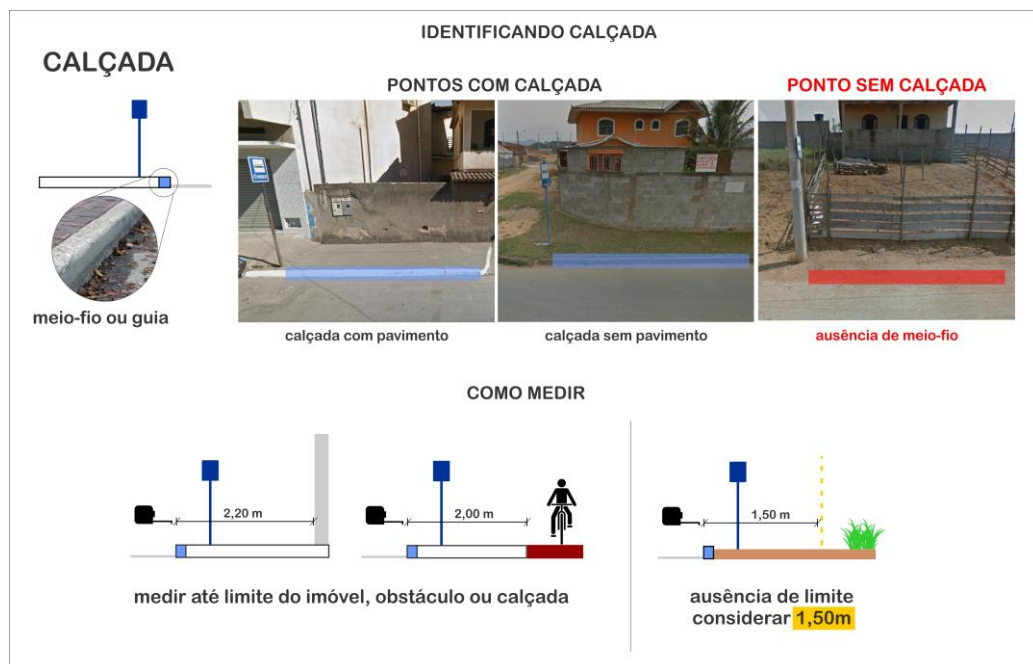 IDENTIFICANDO CALÇADA
CALÇADA
PONTOS COM CALÇADA
PONTO SEM CALÇADA
meio-fio ou guia
calçada com pavimento
calçada sem pavimento
ausência de meio-fio
COMO MEDIR
2,20 m
2,00 m
1,50 m
medir até limite do imóvel, obstáculo ou calçada
ausência de limite
considerar 1,50m